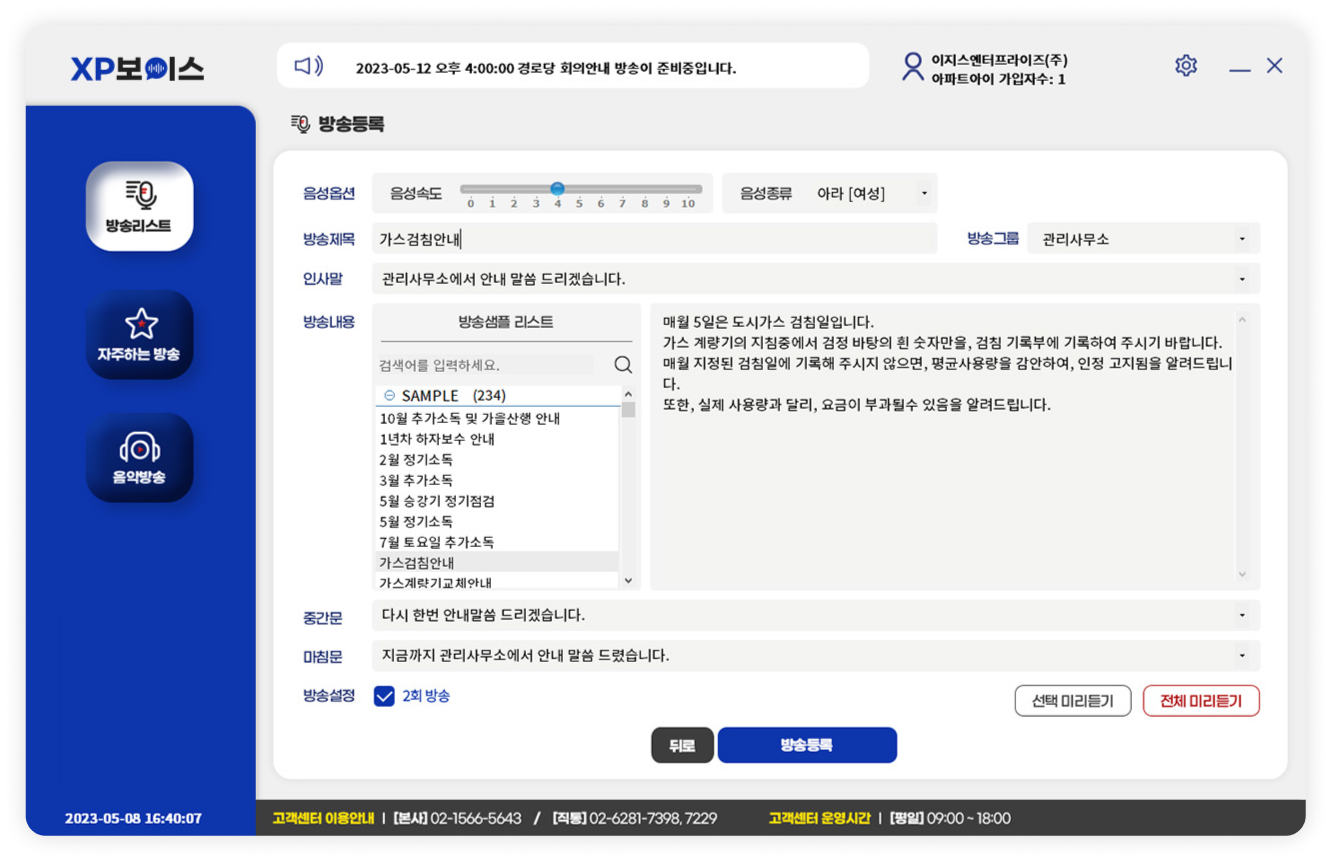 XP보이스
2023-05-12 오후 4:00:00 경로당 회의안내 방송이 준비중입니다.
이지스엔터프라이즈(주)
아파트아이 가입자수: 1
방송리스트
자주하는 방송
음악방송
2023-05-08 16:40:07
방송등록
음성옵션 음성속도 0 1 2 3 4 5 6 7 8 9 10 음성종류 아라 [여성]
방송제목 가스검침안내 방송그룹 관리사무소
인사말 관리사무소에서 안내 말씀 드리겠습니다.
방송내용 방송샘플 리스트
검색어를 입력하세요.
SAMPLE (234)
10월 추가소독 및 가을산행 안내
1년차 하자보수 안내
2월 정기소독
3월 추가소독
5월 승강기 정기점검
5월 정기소독
7월 토요일 추가소독
가스검침안내
가스계량기교체안내
매월 5일은 도시가스 검침일입니다.
가스 계량기의 지침중에서 검정 바탕의 흰 숫자만을, 검침 기록부에 기록하여 주시기 바랍니다.
매월 지정된 검침일에 기록해 주시지 않으면, 평균사용량을 감안하여, 인정 고지됨을 알려드립니
다.
또한, 실제 사용량과 달리, 요금이 부과될수 있음을 알려드립니다.
중간문 다시 한번 안내말씀 드리겠습니다.
마침문 지금까지 관리사무소에서 안내 말씀 드렸습니다.
방송설정 2회 방송
선택 미리듣기 전체 미리듣기
뒤로 방송등록
고객센터 이용안내 | [본사] 02-1566-5643 / [직통] 02-6281-7398, 7229 고객센터 운영시간 | [평일] 09:00 ~ 18:00